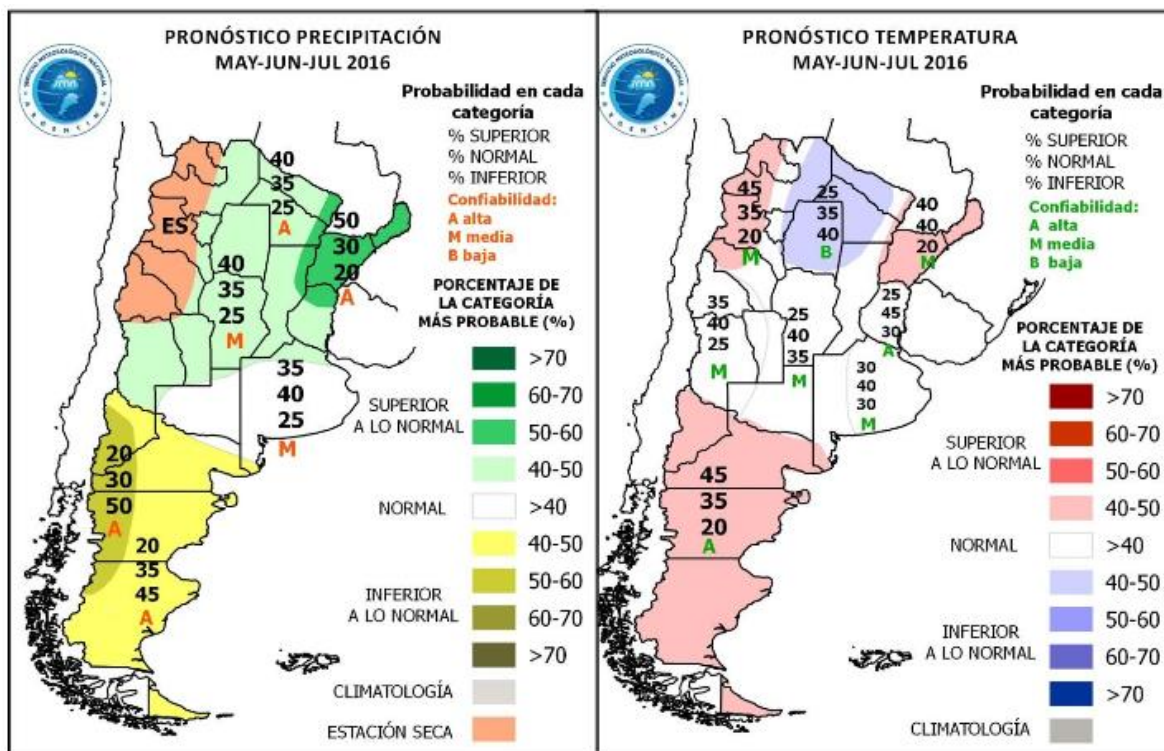 PRONÓSTICO PRECIPITACIÓN
MAY-JUN-JUL 2016
Probabilidad en cada
categoría
% SUPERIOR
% NORMAL
% INFERIOR
Confiabilidad:
A alta
M media
B baja
PORCENTAJE DE
LA CATEGORÍA
MÁS PROBABLE (%)
>70
60-70
SUPERIOR
A LO NORMAL
50-60
40-50
NORMAL
>40
40-50
50-60
INFERIOR
A LO NORMAL
60-70
>70
CLIMATOLOGÍA
ESTACIÓN SECA
ES
40
35
25
A
50
30
20
A
40
35
25
M
35
40
25
M
20
30
50
A
20
35
45
A
PRONÓSTICO TEMPERATURA
MAY-JUN-JUL 2016
Probabilidad en cada
categoría
% SUPERIOR
% NORMAL
% INFERIOR
Confiabilidad:
A alta
M media
B baja
PORCENTAJE DE
LA CATEGORÍA
MÁS PROBABLE (%)
>70
60-70
SUPERIOR
A LO NORMAL
50-60
40-50
NORMAL
>40
40-50
50-60
INFERIOR
A LO NORMAL
60-70
>70
CLIMATOLOGÍA
45
35
20
M
25
35
40
B
40
40
20
M
35
40
25
M
25
40
35
M
25
45
30
A
30
40
30
M
45
35
20
A